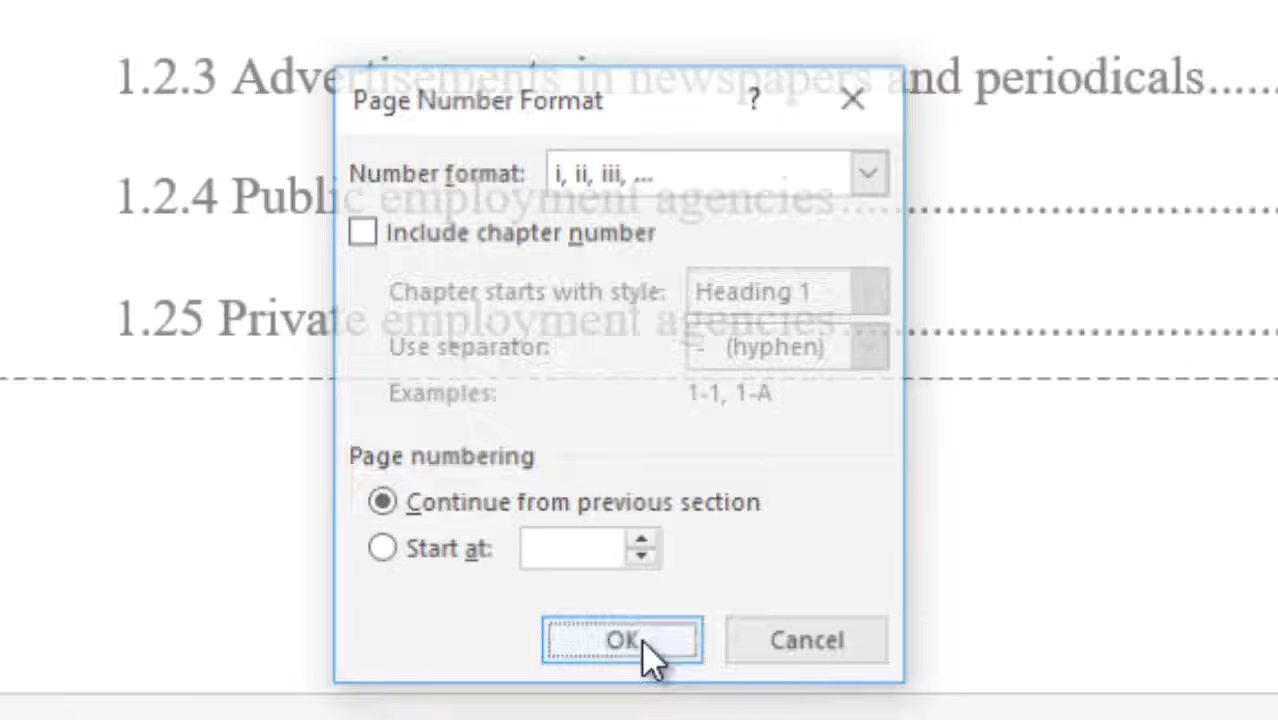 1.2.3 Advertisements in newspapers and periodicals......
Page Number Format ? ×
Number format: i, ii, iii, ...
1.2.4 Public employment agencies..............................
Include chapter number
Chapter starts with style: Heading 1
1.25 Private employment agencies..............................
Use separator: - (hyphen)
Examples: 1-1, 1-A
Page numbering
Continue from previous section
Start at:
OK Cancel